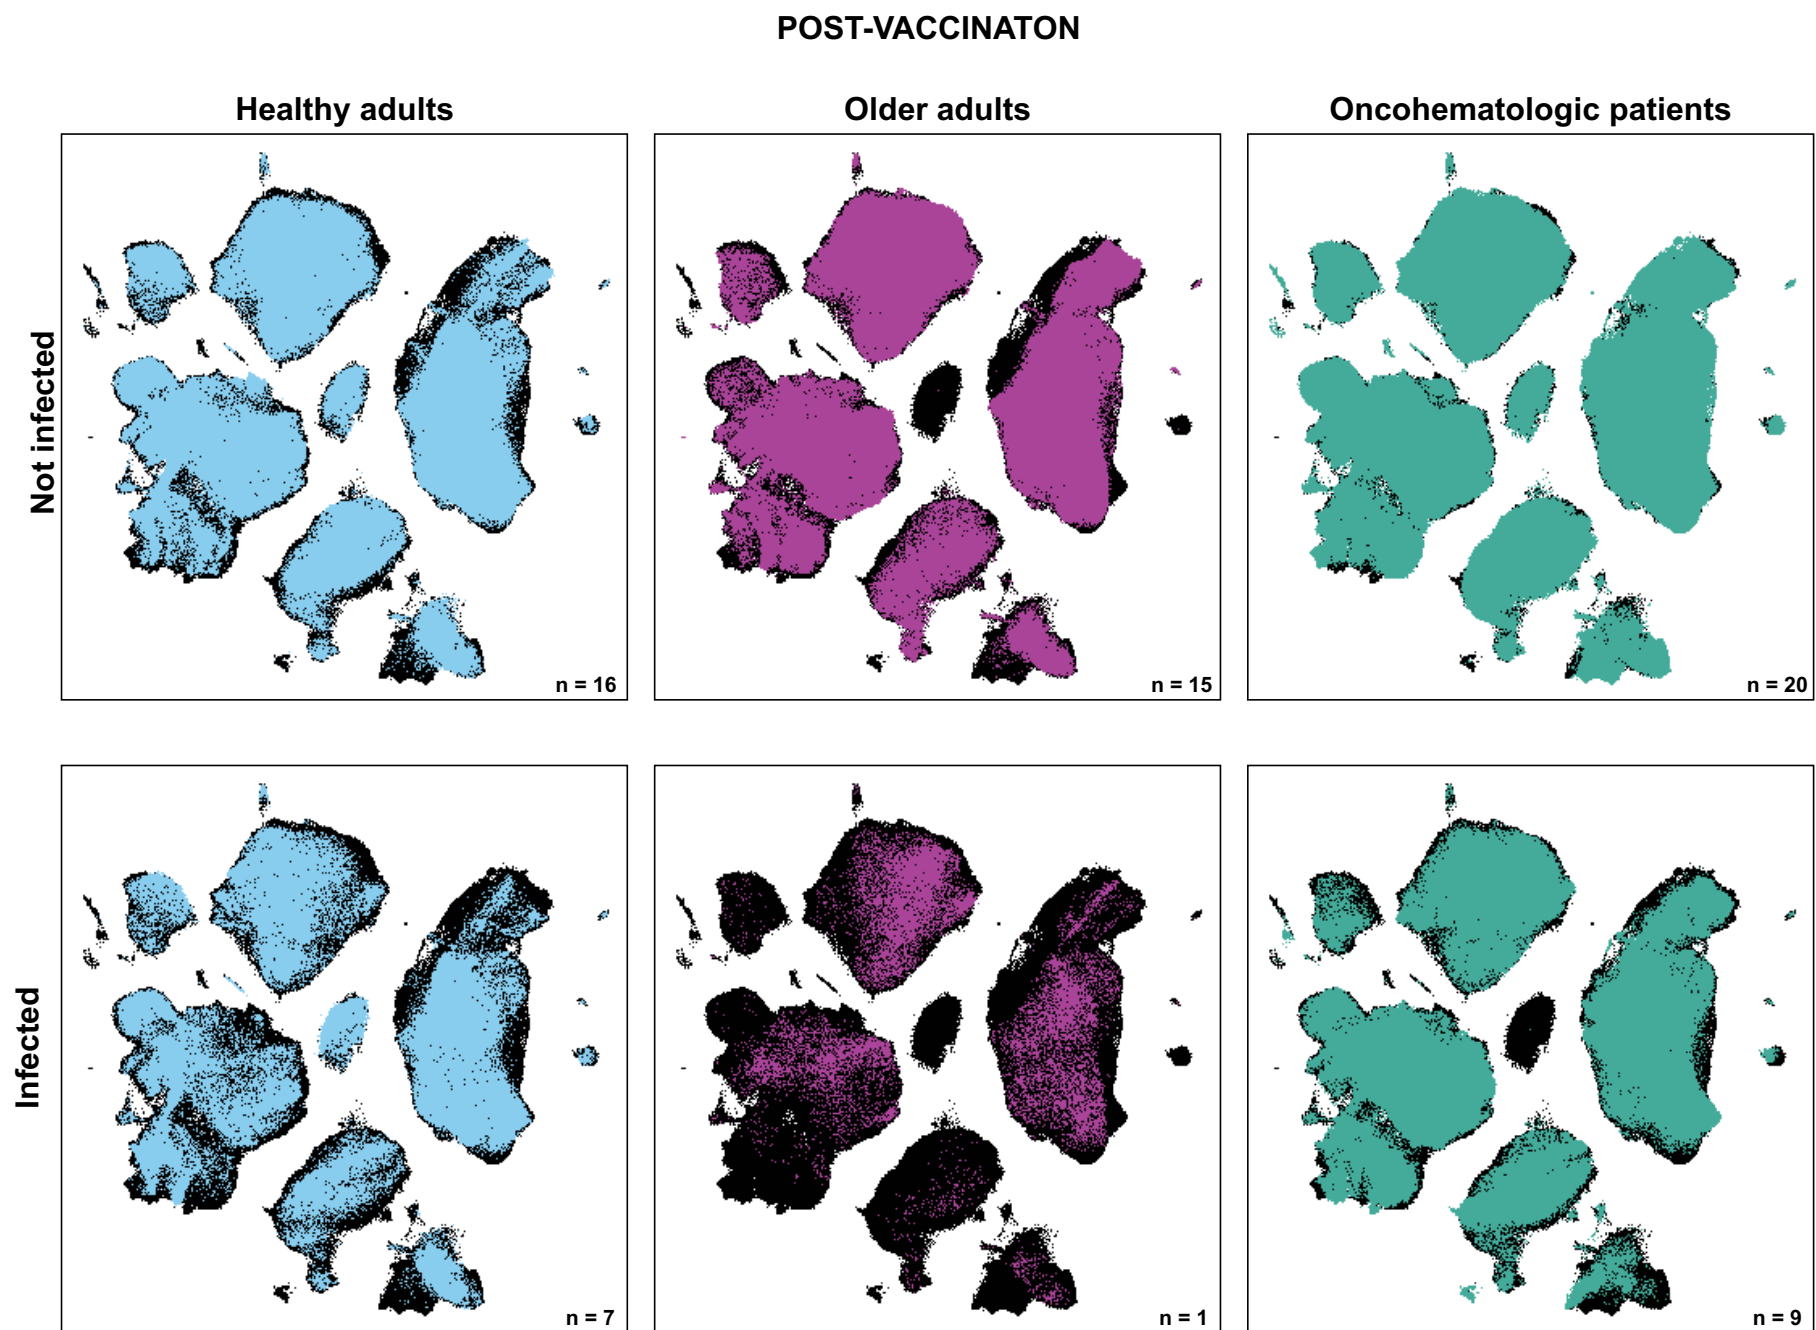 POST-VACCINATON
Healthy adults
Older adults
Oncohematologic patients
Not infected
n = 16
n = 15
n = 20
Infected
n = 7
n = 1
n = 9